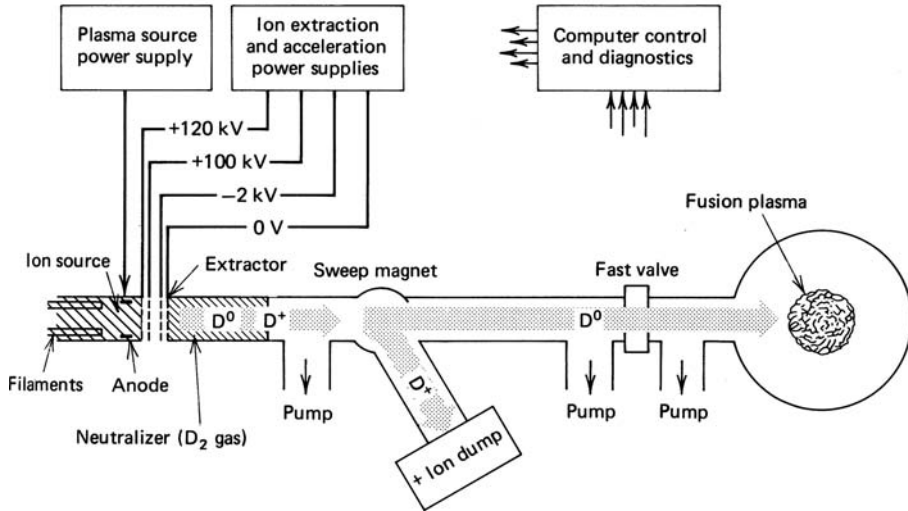 Plasma source
power supply
Ion extraction
and acceleration
power supplies
Computer control
and diagnostics
+120 kV
+100 kV
−2 kV
0 V
Fusion plasma
Ion source
Extractor
Sweep magnet
Fast valve
D⁰
D⁺
D⁰
D⁺
Filaments
Anode
Pump
Pump
Pump
Neutralizer (D₂ gas)
+ Ion dump